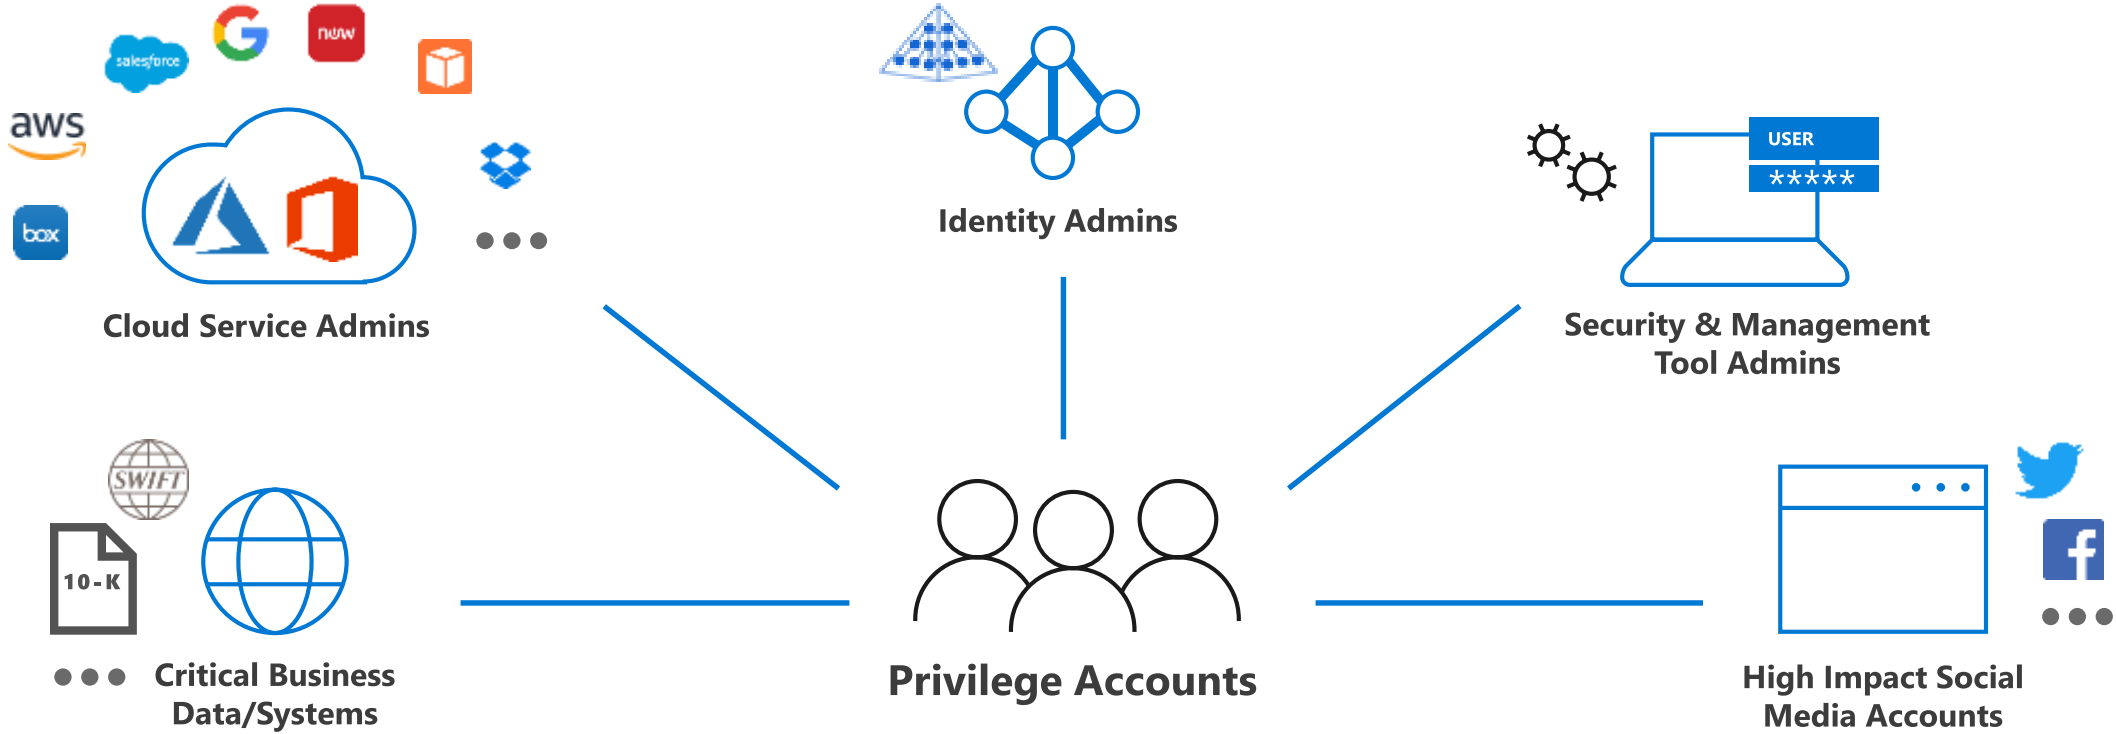 salesforce
now
aws
box
Cloud Service Admins
Identity Admins
USER
*****
Security & Management
Tool Admins
SWIFT
10-K
Critical Business
Data/Systems
Privilege Accounts
High Impact Social
Media Accounts